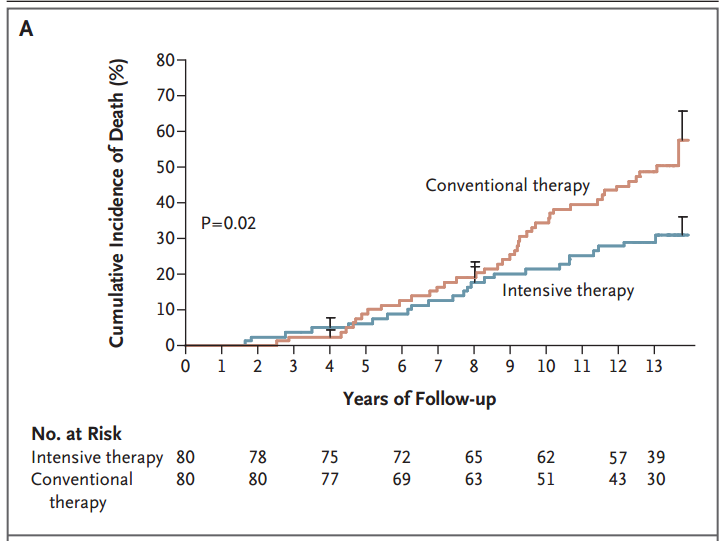 A
Cumulative Incidence of Death (%)
80
70
60
50
40
30
20
10
0
P=0.02
Conventional therapy
Intensive therapy
0 1 2 3 4 5 6 7 8 9 10 11 12 13
Years of Follow-up
No. at Risk
Intensive therapy 80 78 75 72 65 62 57 39
Conventional 80 80 77 69 63 51 43 30
therapy